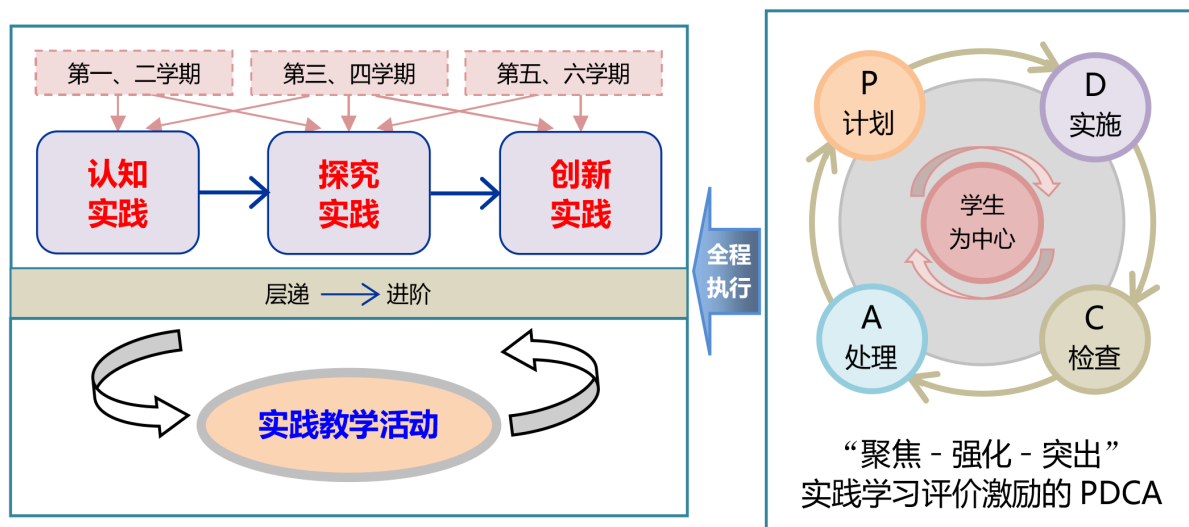 第一、二学期
第三、四学期
第五、六学期
认知
实践
探究
实践
创新
实践
层递
进阶
实践教学活动
全程
执行
P
计划
D
实施
学生
为中心
A
处理
C
检查
“聚焦 - 强化 - 突出”
实践学习评价激励的 PDCA